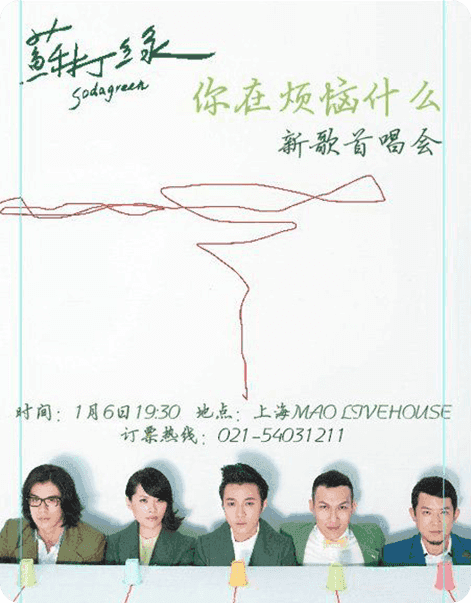 蘇打綠
sodagreen
你在烦恼什么
新歌首唱会
时间：1月6日19:30 地点：上海MAO LIVEHOUSE
订票热线：021-54031211